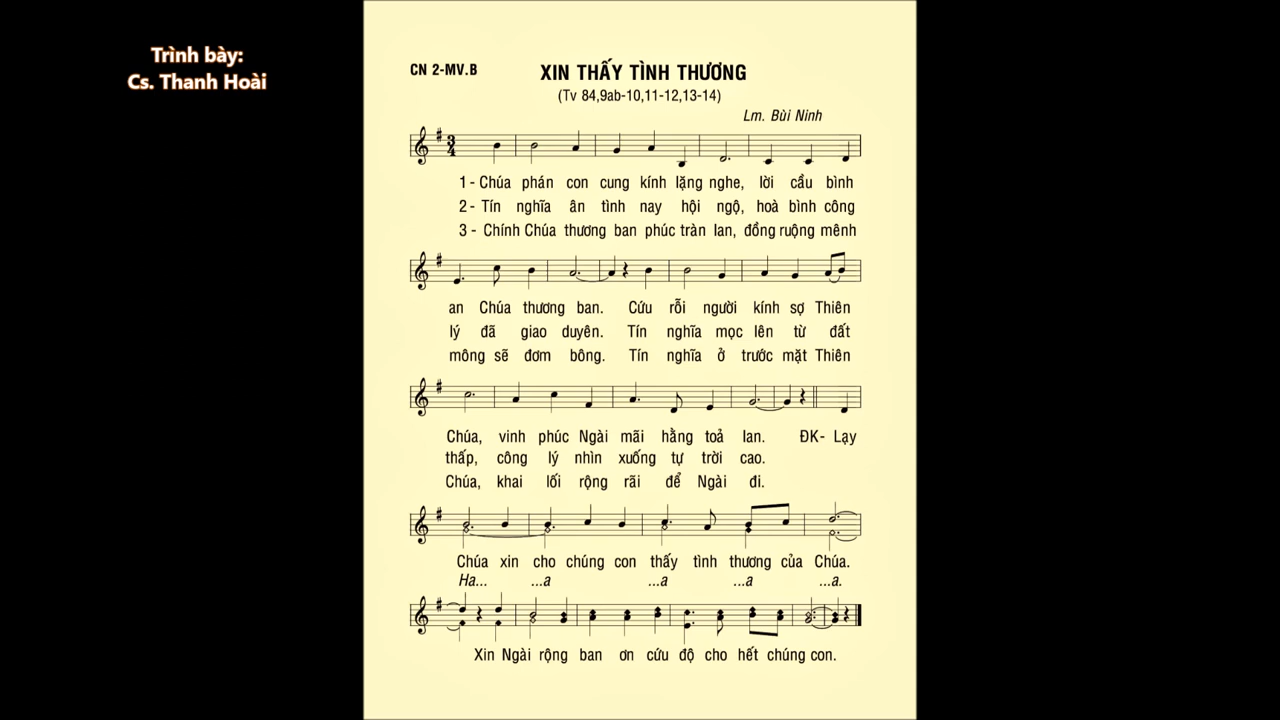 Trình bày:
Cs. Thanh Hoài
CN 2-MV.B
XIN THẤY TÌNH THƯƠNG
(Tv 84,9ab-10,11-12,13-14)
Lm. Bùi Ninh
3
4
1 - Chúa phán con cung kính lặng nghe, lời cầu bình
2 - Tín nghĩa ân tình nay hội ngộ, hoà bình công
3 - Chính Chúa thương ban phúc tràn lan, đồng ruộng mênh
an Chúa thương ban. Cứu rỗi người kính sợ Thiên
lý đã giao duyên. Tín nghĩa mọc lên từ đất
mông sẽ đơm bông. Tín nghĩa ở trước mặt Thiên
Chúa, vinh phúc Ngài mãi hằng toả lan. ĐK- Lạy
thấp, công lý nhìn xuống tự trời cao.
Chúa, khai lối rộng rãi để Ngài đi.
Chúa xin cho chúng con thấy tình thương của Chúa.
Ha... ...a ...a ...a ...a.
Xin Ngài rộng ban ơn cứu độ cho hết chúng con.